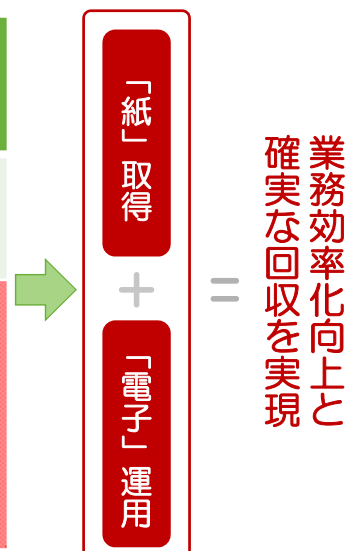 「紙」取得
+
「電子」運用
=
業務効率化向上と
確実な回収を実現